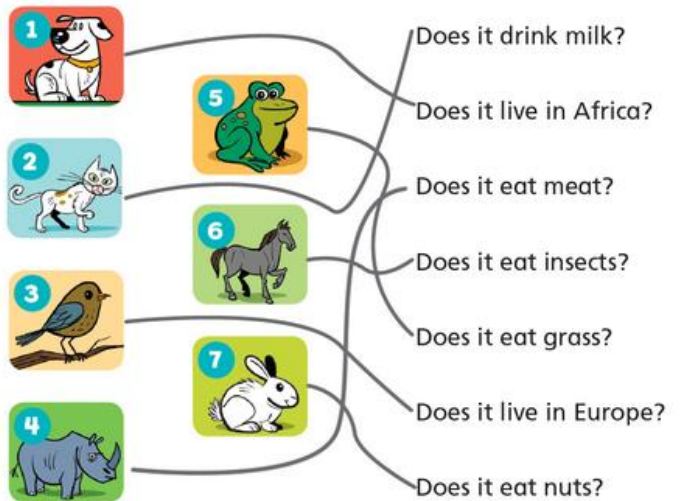 1
2
3
4
5
6
7
Does it drink milk?
Does it live in Africa?
Does it eat meat?
Does it eat insects?
Does it eat grass?
Does it live in Europe?
Does it eat nuts?